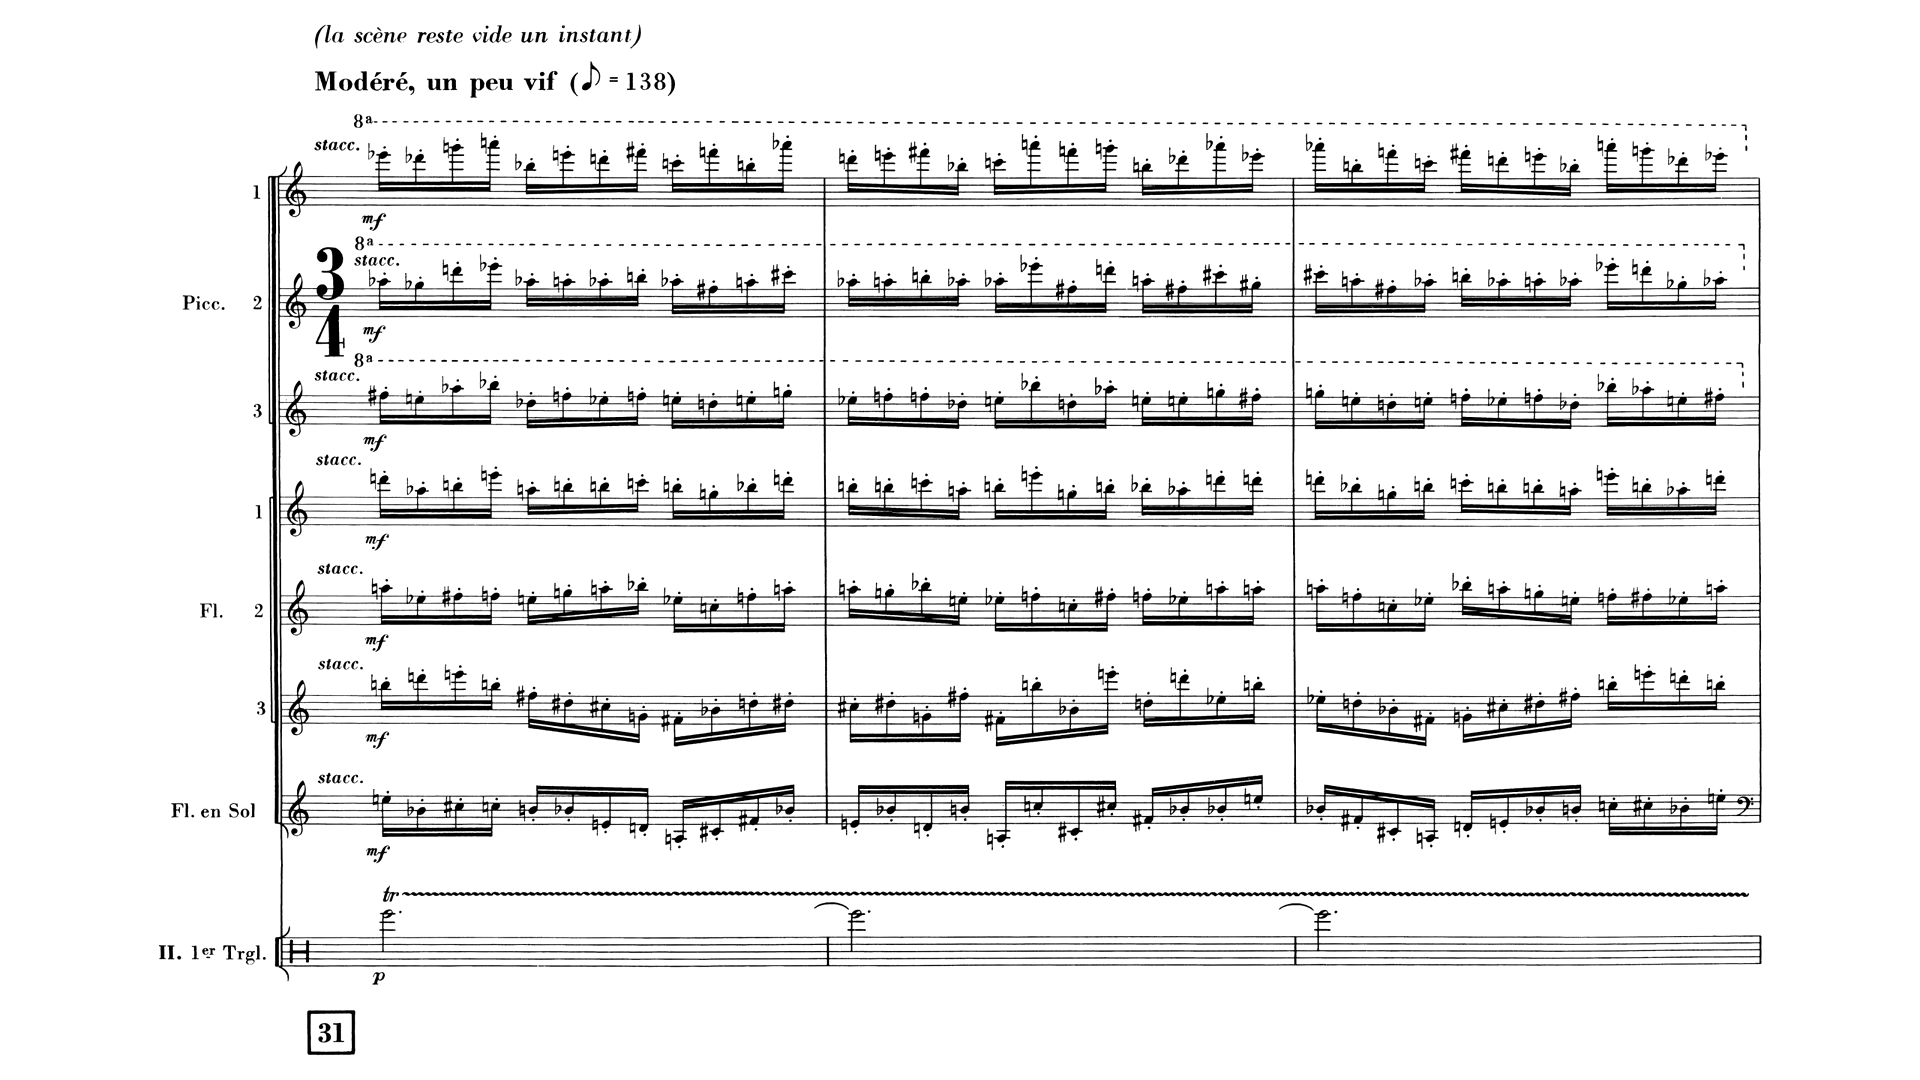 (la scène reste vide un instant)
Modéré, un peu vif (♪ = 138)
8ª
stacc.
1
mf
8ª
stacc.
3
4
Picc. 2
mf
8ª
stacc.
3
mf
stacc.
1
mf
stacc.
Fl. 2
mf
stacc.
3
mf
stacc.
Fl. en Sol
mf
tr
II. 1er Trgl.
p
31